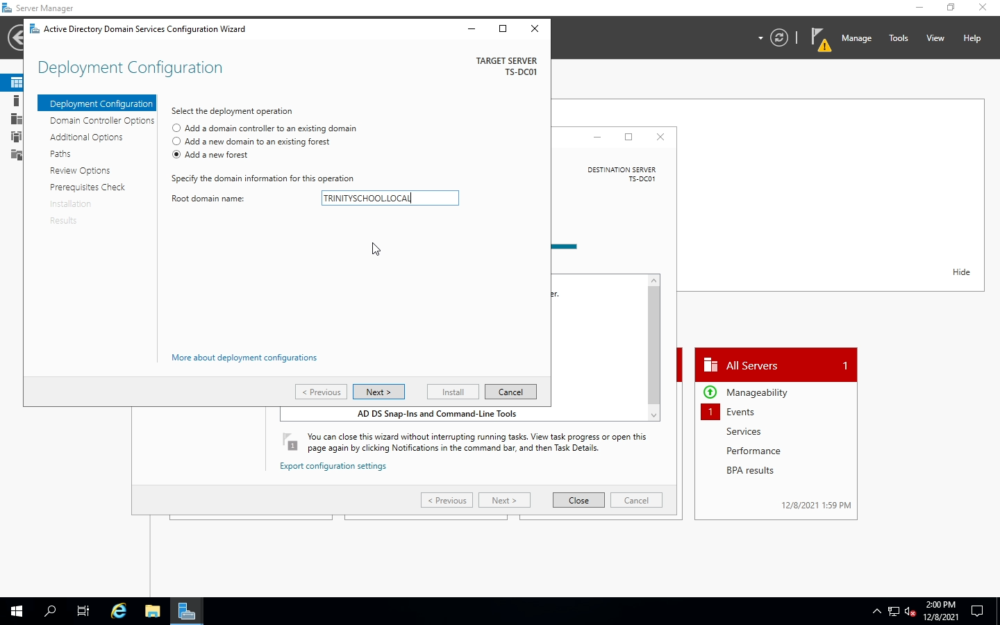 Server Manager
Active Directory Domain Services Configuration Wizard
Manage
Tools
View
Help
Deployment Configuration
TARGET SERVER
TS-DC01
Deployment Configuration
Domain Controller Options
Additional Options
Paths
Review Options
Prerequisites Check
Installation
Results
Select the deployment operation
Add a domain controller to an existing domain
Add a new domain to an existing forest
Add a new forest
Specify the domain information for this operation
Root domain name:
TRINITYSCHOOL.LOCAL
More about deployment configurations
< Previous
Next >
Install
Cancel
DESTINATION SERVER
TS-DC01
er.
AD DS Snap-Ins and Command-Line Tools
1
You can close this wizard without interrupting running tasks. View task progress or open this
page again by clicking Notifications in the command bar, and then Task Details.
Export configuration settings
< Previous
Next >
Close
Cancel
Hide
All Servers
1
Manageability
1
Events
Services
Performance
BPA results
12/8/2021 1:59 PM
2:00 PM
12/8/2021